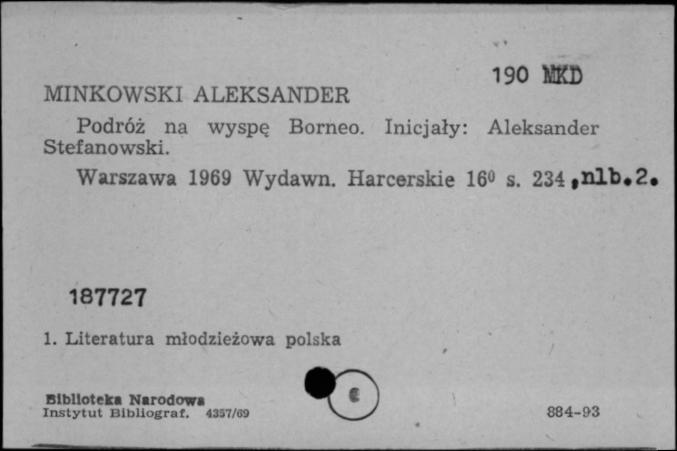 190 MKD
MINKOWSKI ALEKSANDER
Podróż na wyspę Borneo. Inicjały: Aleksander
Stefanowski.
Warszawa 1969 Wydawn. Harcerskie 16⁰ s. 234,nlb.2.
187727
1. Literatura młodzieżowa polska
Biblioteka Narodowa
Instytut Bibliograf. 4357/69
884-93